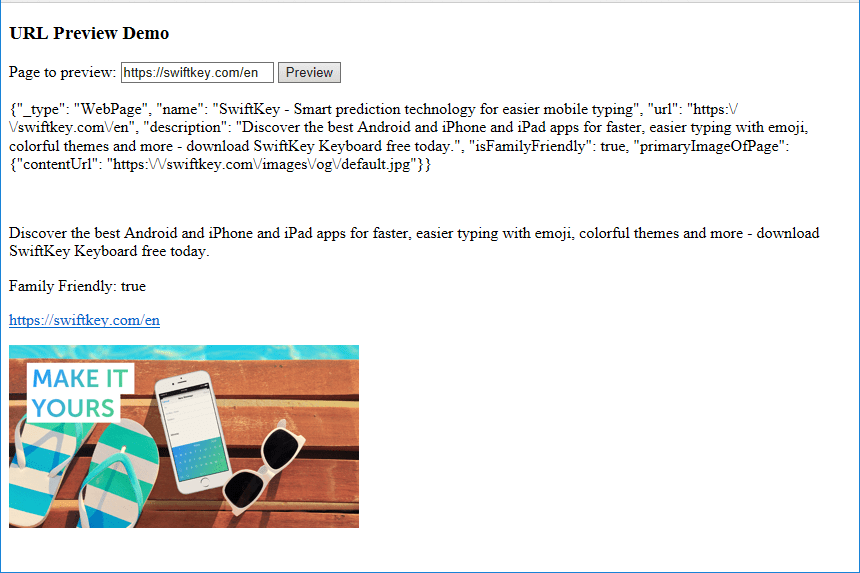 URL Preview Demo
Page to preview: https://swiftkey.com/en Preview
{"_type": "WebPage", "name": "SwiftKey - Smart prediction technology for easier mobile typing", "url": "https:\/
\/swiftkey.com\/en", "description": "Discover the best Android and iPhone and iPad apps for faster, easier typing with emoji,
colorful themes and more - download SwiftKey Keyboard free today.", "isFamilyFriendly": true, "primaryImageOfPage":
{"contentUrl": "https:\/\/swiftkey.com\/images\/og\/default.jpg"}}
Discover the best Android and iPhone and iPad apps for faster, easier typing with emoji, colorful themes and more - download
SwiftKey Keyboard free today.
Family Friendly: true
https://swiftkey.com/en
MAKE IT
YOURS